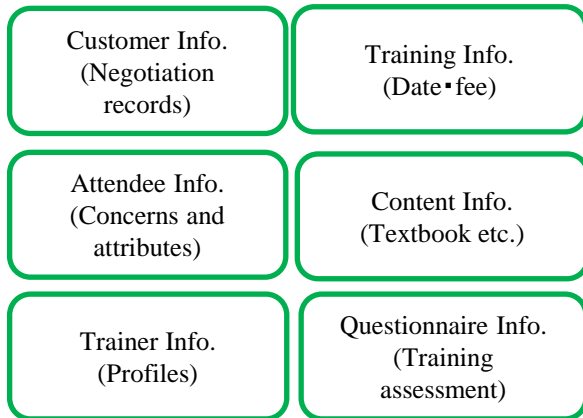 Customer Info.
(Negotiation
records)
Training Info.
(Date・fee)
Attendee Info.
(Concerns and
attributes)
Content Info.
(Textbook etc.)
Trainer Info.
(Profiles)
Questionnaire Info.
(Training
assessment)